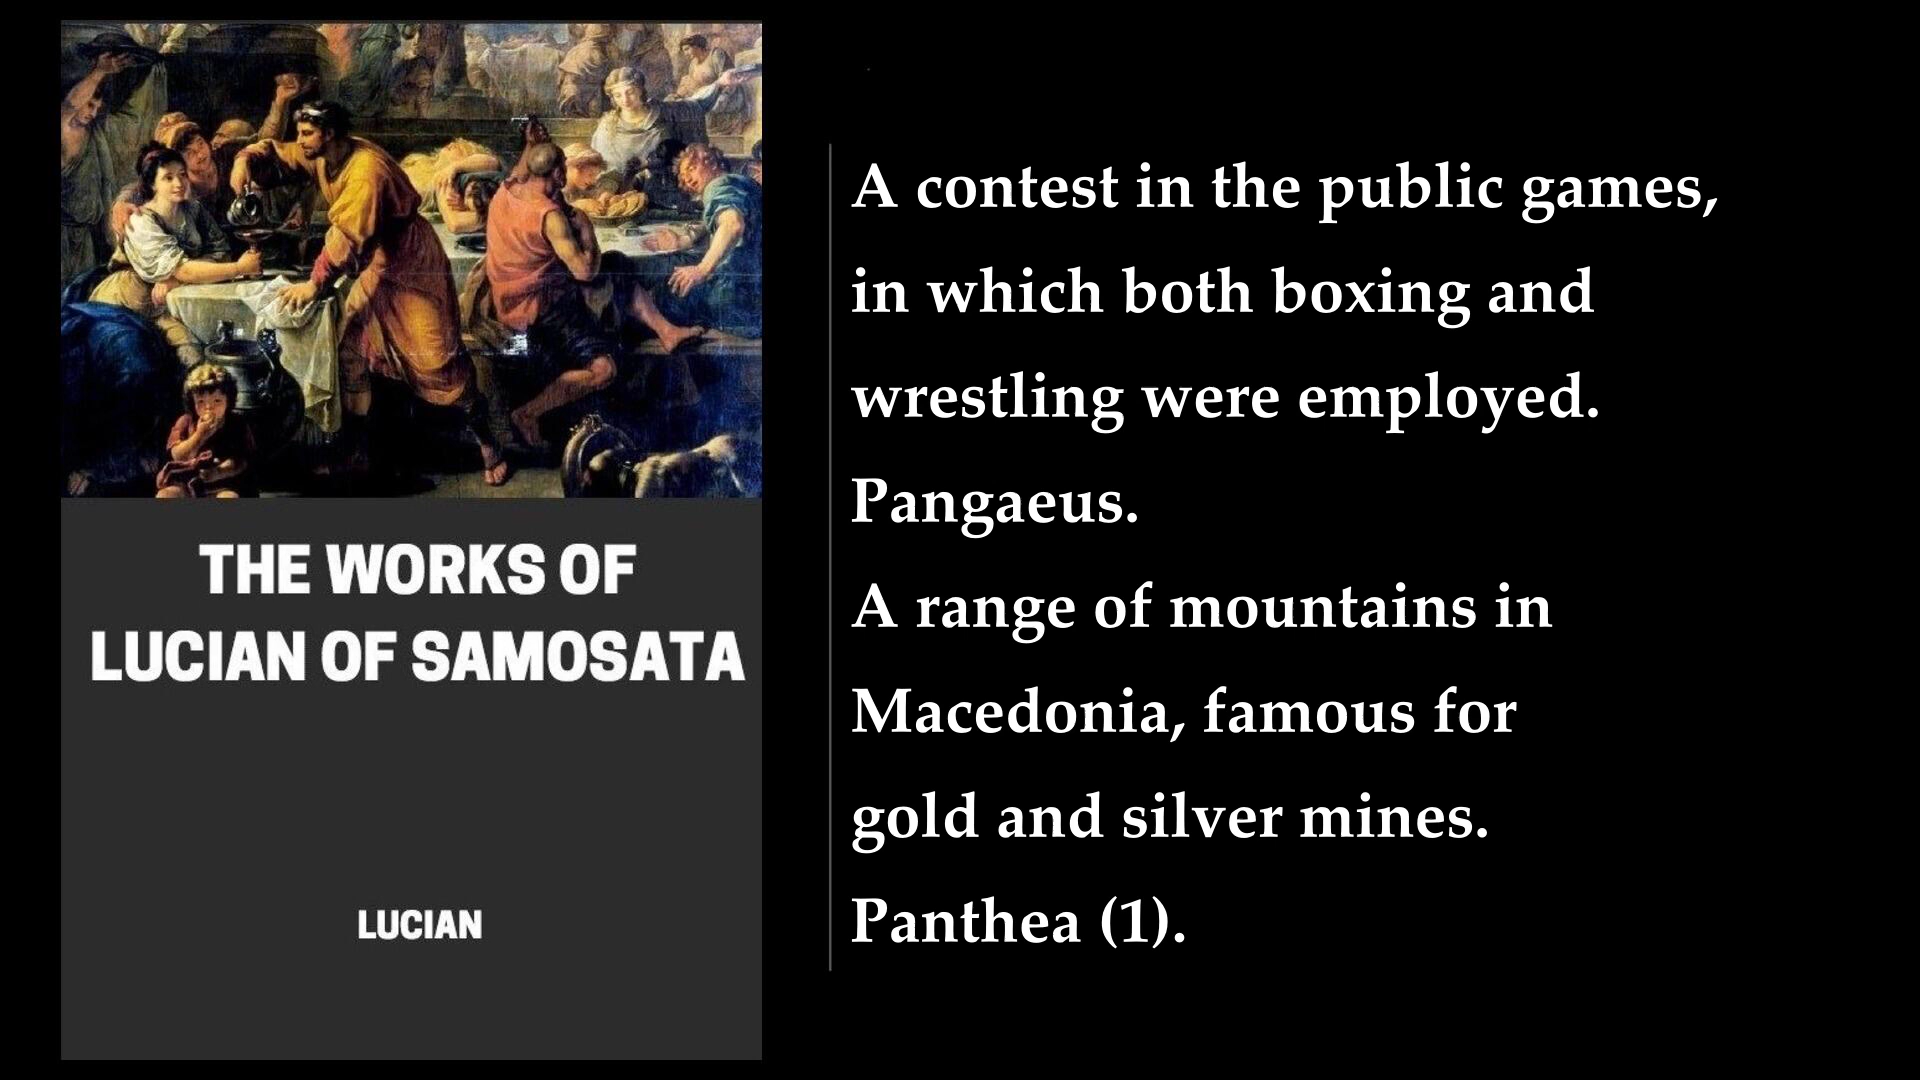 THE WORKS OF
LUCIAN OF SAMOSATA
LUCIAN
A contest in the public games,
in which both boxing and
wrestling were employed.
Pangaeus.
A range of mountains in
Macedonia, famous for
gold and silver mines.
Panthea (1).